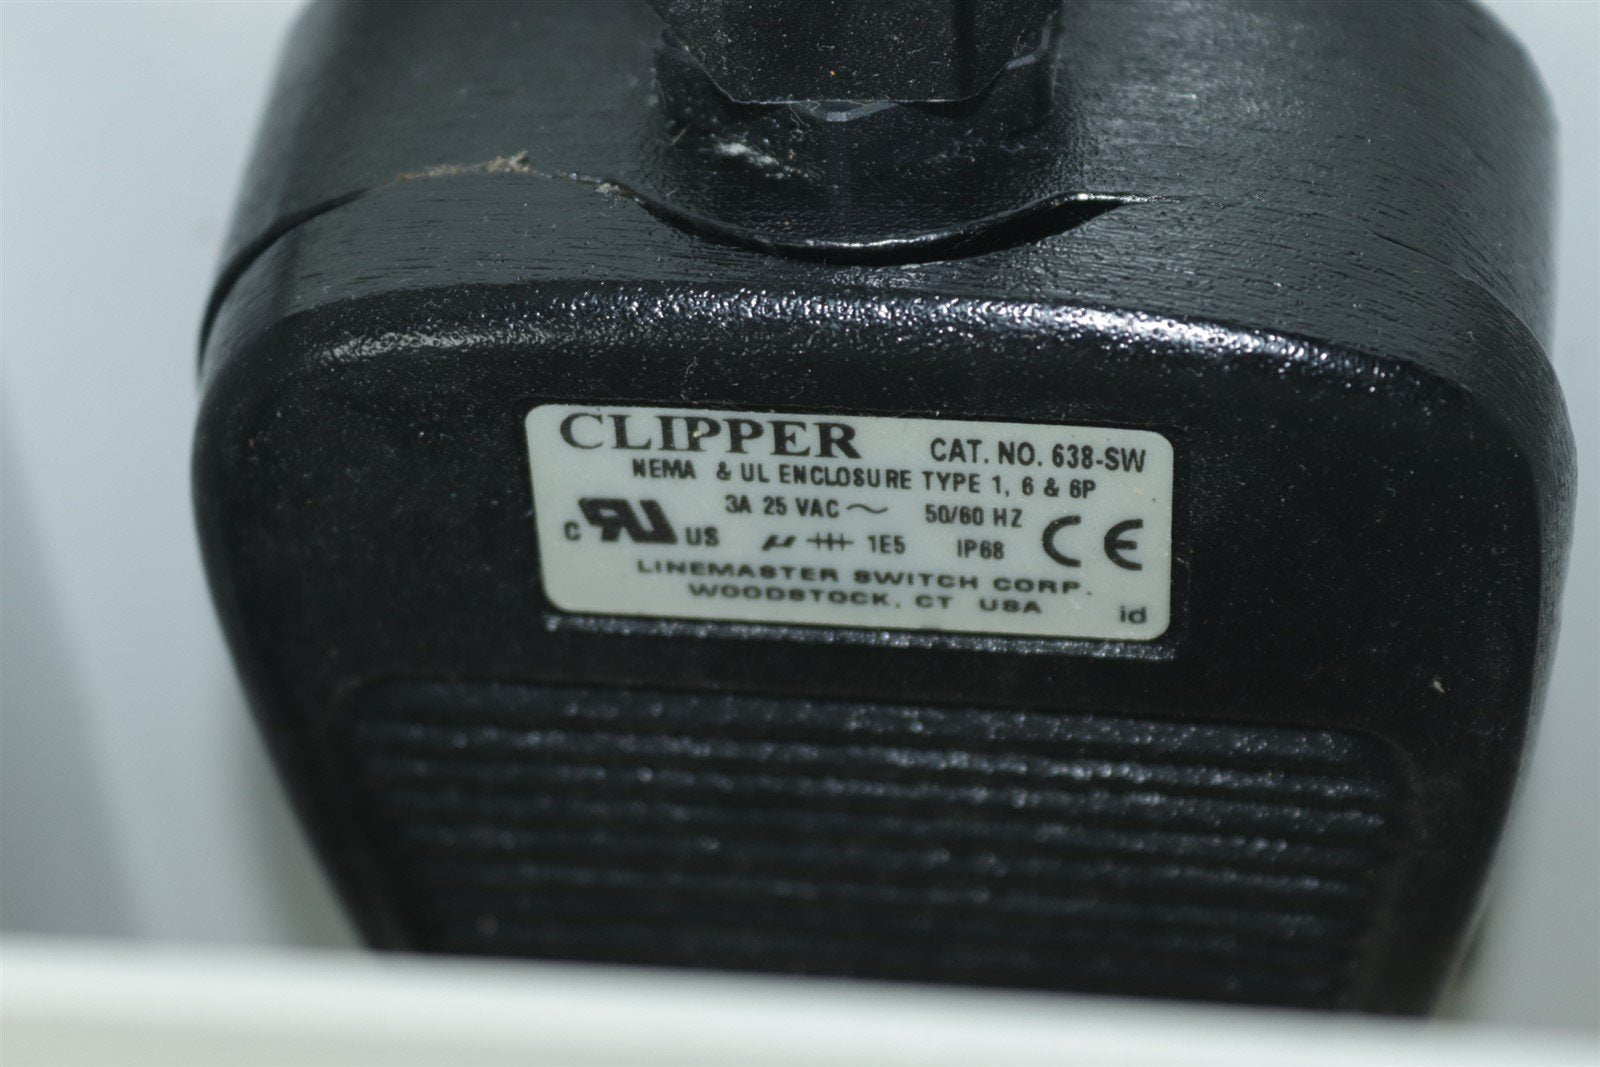 CLIPPER CAT. NO. 638-SW
NEMA & UL ENCLOSURE TYPE 1, 6 & 6P
3A 25 VAC ~ 50/60 HZ
c RU US µ 1E5 IP68 CE
LINEMASTER SWITCH CORP.
WOODSTOCK, CT USA
id